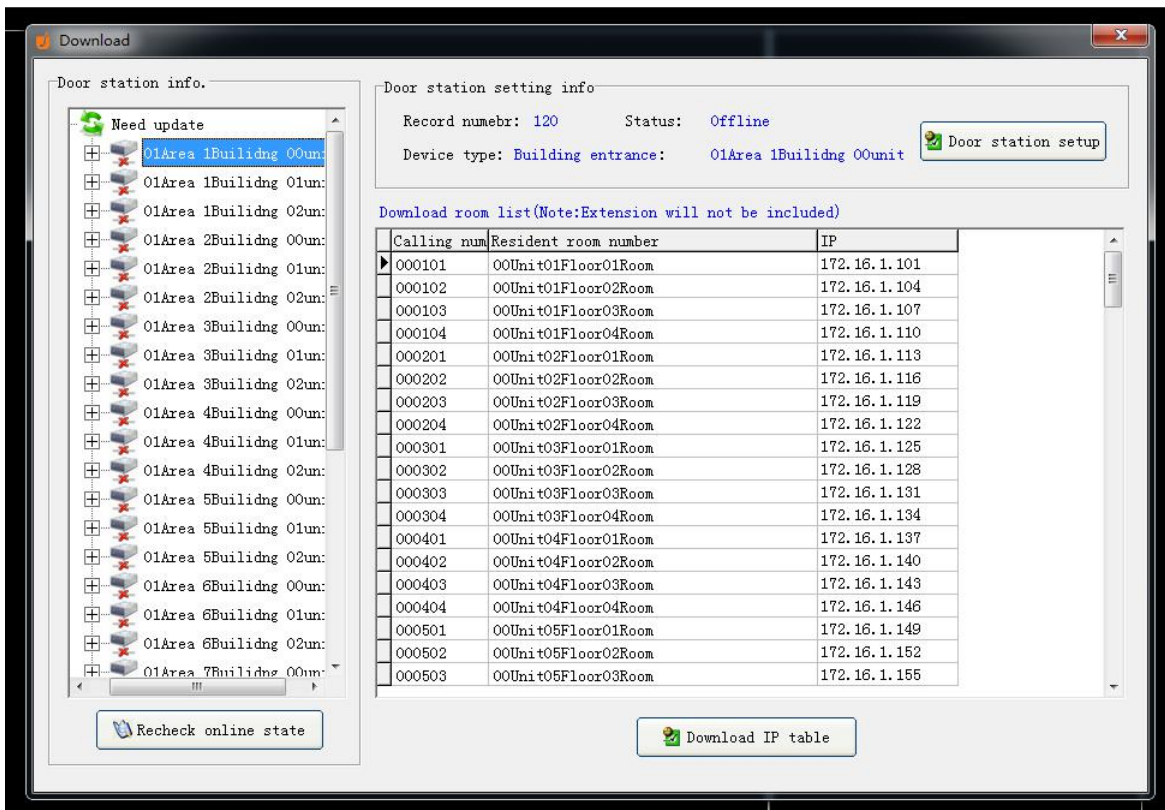 Download
Door station info.
Need update
01Area 1Builidng 00un
01Area 1Builidng 01un
01Area 1Builidng 02un
01Area 2Builidng 00un
01Area 2Builidng 01un
01Area 2Builidng 02un
01Area 3Builidng 00un
01Area 3Builidng 01un
01Area 3Builidng 02un
01Area 4Builidng 00un
01Area 4Builidng 01un
01Area 4Builidng 02un
01Area 5Builidng 00un
01Area 5Builidng 01un
01Area 5Builidng 02un
01Area 6Builidng 00un
01Area 6Builidng 01un
01Area 6Builidng 02un
01Area 7Builidng 00un
Recheck online state
Door station setting info
Record numebr: 120 Status: Offline
Device type: Building entrance: 01Area 1Builidng 00unit
Door station setup
Download room list(Note:Extension will not be included)
Calling num Resident room number IP
000101 00Unit01Floor01Room 172.16.1.101
000102 00Unit01Floor02Room 172.16.1.104
000103 00Unit01Floor03Room 172.16.1.107
000104 00Unit01Floor04Room 172.16.1.110
000201 00Unit02Floor01Room 172.16.1.113
000202 00Unit02Floor02Room 172.16.1.116
000203 00Unit02Floor03Room 172.16.1.119
000204 00Unit02Floor04Room 172.16.1.122
000301 00Unit03Floor01Room 172.16.1.125
000302 00Unit03Floor02Room 172.16.1.128
000303 00Unit03Floor03Room 172.16.1.131
000304 00Unit03Floor04Room 172.16.1.134
000401 00Unit04Floor01Room 172.16.1.137
000402 00Unit04Floor02Room 172.16.1.140
000403 00Unit04Floor03Room 172.16.1.143
000404 00Unit04Floor04Room 172.16.1.146
000501 00Unit05Floor01Room 172.16.1.149
000502 00Unit05Floor02Room 172.16.1.152
000503 00Unit05Floor03Room 172.16.1.155
Download IP table